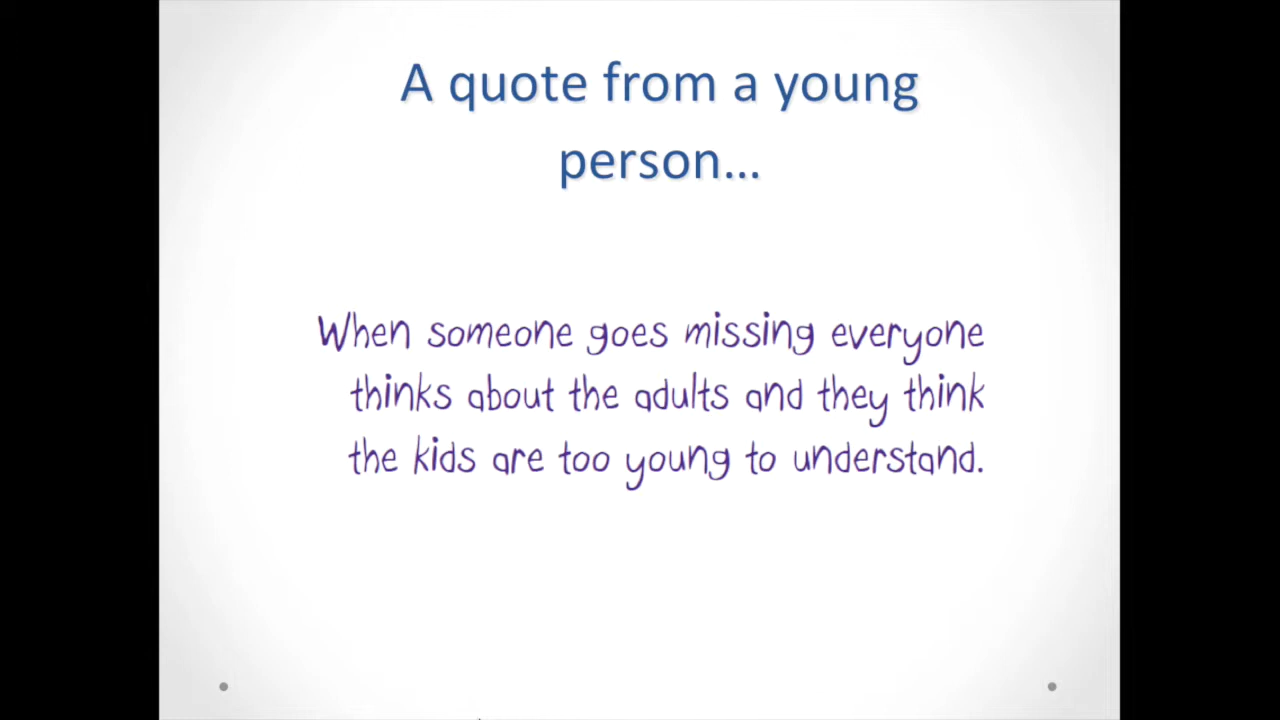 A quote from a young
person...
When someone goes missing everyone
thinks about the adults and they think
the kids are too young to understand.